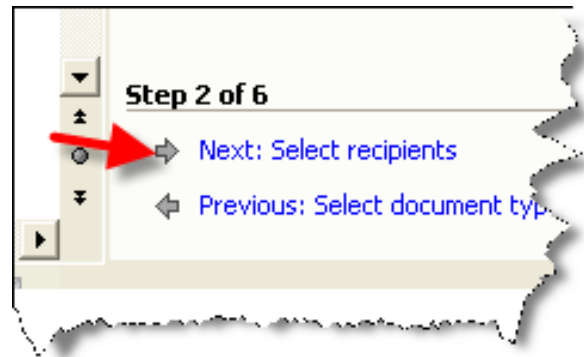 Step 2 of 6
Next: Select recipients
Previous: Select document typ